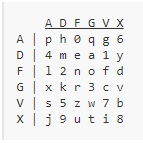 A D F G V X
A | p h 0 q g 6
D | 4 m e a 1 y
F | l 2 n o f d
G | x k r 3 c v
V | s 5 z w 7 b
X | j 9 u t i 8